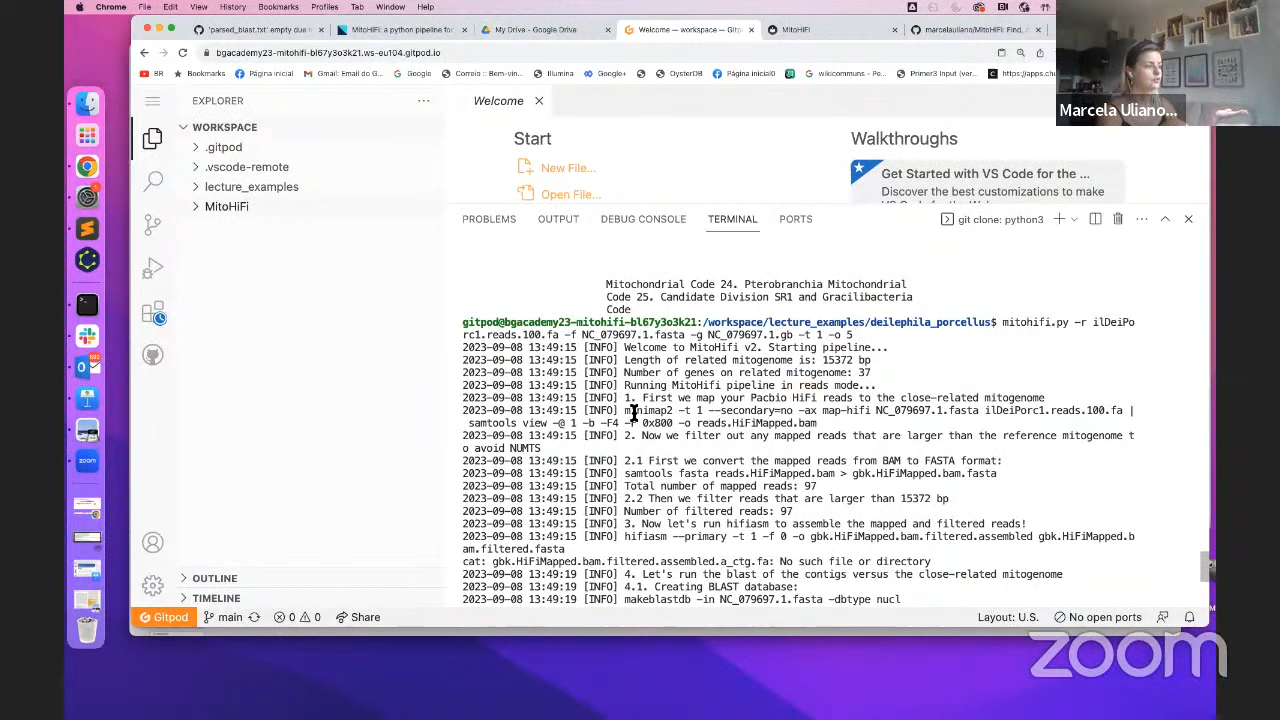 Chrome File Edit View History Bookmarks Profiles Tab Window Help
'parsed_blast.txt' empty due to
MitoHiFi: a python pipeline for
My Drive - Google Drive
Welcome — workspace — Gitp
MitoHiFi
marcelauliano/MitoHiFi: Find,
bgacademy23-mitohifi-bl67y3o3k21.ws-eu104.gitpod.io
BR Bookmarks Página inicial Gmail: Email do G... Google Correio :: Bem-vin... Illumina Google+ Página inicial0 OysterDB wikicommuns - Pe... Primer3 Input (ver... https://apps.chu
Marcela Uliano...
EXPLORER
Welcome
WORKSPACE
.gitpod
.vscode-remote
lecture_examples
MitoHiFi
Start
New File...
Open File...
Walkthroughs
Get Started with VS Code for the ...
Discover the best customizations to make
PROBLEMS OUTPUT DEBUG CONSOLE TERMINAL PORTS
git clone: python3
Mitochondrial Code 24. Pterobranchia Mitochondrial
Code 25. Candidate Division SR1 and Gracilibacteria
Code
gitpod@bgacademy23-mitohifi-bl67y3o3k21:/workspace/lecture_examples/deilephila_porcellus$ mitohifi.py -r ilDeiPo
rc1.reads.100.fa -f NC_079697.1.fasta -g NC_079697.1.gb -t 1 -o 5
2023-09-08 13:49:15 [INFO] Welcome to MitoHifi v2. Starting pipeline...
2023-09-08 13:49:15 [INFO] Length of related mitogenome is: 15372 bp
2023-09-08 13:49:15 [INFO] Number of genes on related mitogenome: 37
2023-09-08 13:49:15 [INFO] Running MitoHifi pipeline in reads mode...
2023-09-08 13:49:15 [INFO] 1. First we map your Pacbio HiFi reads to the close-related mitogenome
2023-09-08 13:49:15 [INFO] minimap2 -t 1 --secondary=no -ax map-hifi NC_079697.1.fasta ilDeiPorc1.reads.100.fa |
samtools view -@ 1 -b -F4 -F 0x800 -o reads.HiFiMapped.bam
2023-09-08 13:49:15 [INFO] 2. Now we filter out any mapped reads that are larger than the reference mitogenome t
o avoid NUMTS
2023-09-08 13:49:15 [INFO] 2.1 First we convert the mapped reads from BAM to FASTA format:
2023-09-08 13:49:15 [INFO] samtools fasta reads.HiFiMapped.bam > gbk.HiFiMapped.bam.fasta
2023-09-08 13:49:15 [INFO] Total number of mapped reads: 97
2023-09-08 13:49:15 [INFO] 2.2 Then we filter reads that are larger than 15372 bp
2023-09-08 13:49:15 [INFO] Number of filtered reads: 97
2023-09-08 13:49:15 [INFO] 3. Now let's run hifiasm to assemble the mapped and filtered reads!
2023-09-08 13:49:15 [INFO] hifiasm --primary -t 1 -f 0 -o gbk.HiFiMapped.bam.filtered.assembled gbk.HiFiMapped.b
am.filtered.fasta
cat: gbk.HiFiMapped.bam.filtered.assembled.a_ctg.fa: No such file or directory
2023-09-08 13:49:19 [INFO] 4. Let's run the blast of the contigs versus the close-related mitogenome
2023-09-08 13:49:19 [INFO] 4.1. Creating BLAST database:
2023-09-08 13:49:19 [INFO] makeblastdb -in NC_079697.1.fasta -dbtype nucl
OUTLINE
TIMELINE
Gitpod main 0 0 Share Layout: U.S. No open ports
zoom
zoom